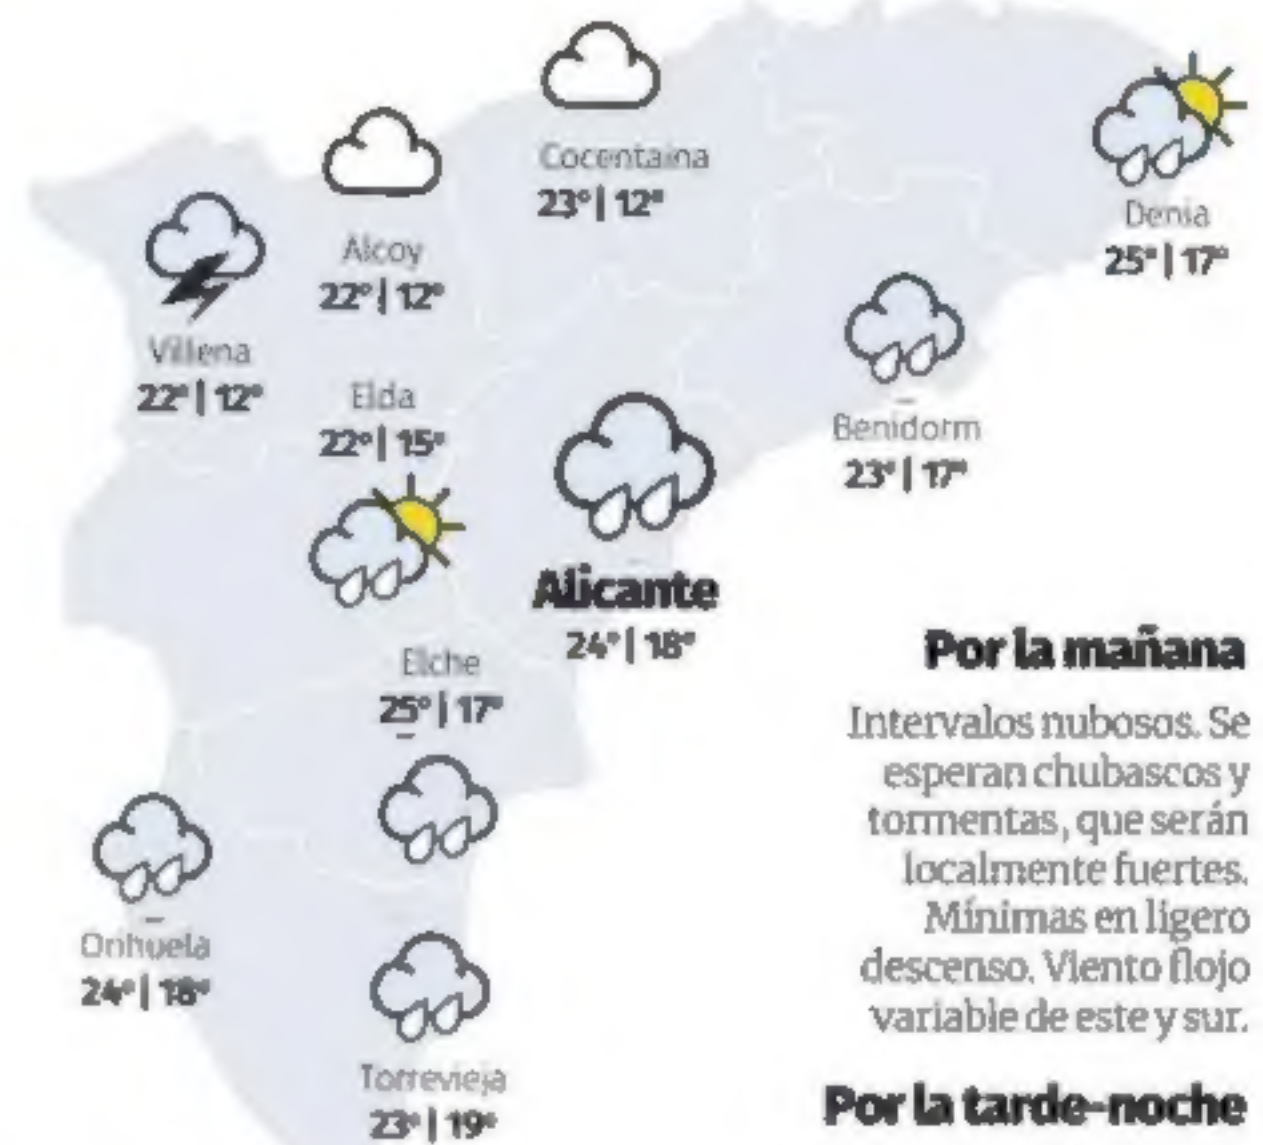 Cocentaina
23° | 12°
Denia
25° | 17°
Alcoy
22° | 12°
Villena
22° | 12°
Elda
22° | 15°
Benidorm
23° | 17°
Alicante
24° | 18°
Elche
25° | 17°
Orihuela
24° | 18°
Torrevieja
23° | 19°
Por la mañana
Intervalos nubosos. Se
esperan chubascos y
tormentas, que serán
localmente fuertes.
Mínimas en ligero
descenso. Viento flojo
variable de este y sur.
Por la tarde-noche